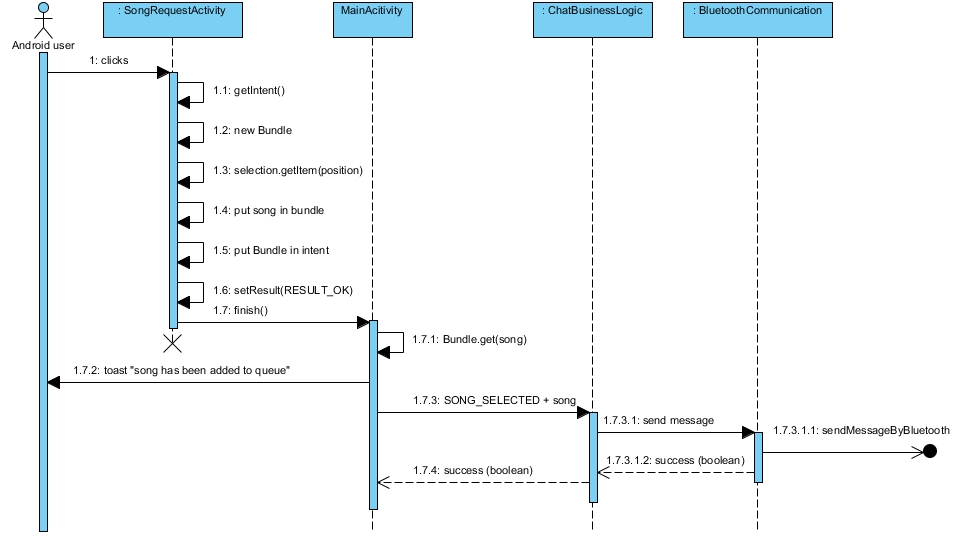 : SongRequestActivity
MainAcitivity
: ChatBusinessLogic
: BluetoothCommunication
Android user
1: clicks
1.1: getIntent()
1.2: new Bundle
1.3: selection.getItem(position)
1.4: put song in bundle
1.5: put Bundle in intent
1.6: setResult(RESULT_OK)
1.7: finish()
1.7.1: Bundle.get(song)
1.7.2: toast "song has been added to queue"
1.7.3: SONG_SELECTED + song
1.7.3.1: send message
1.7.3.1.1: sendMessageByBluetooth
1.7.3.1.2: success (boolean)
1.7.4: success (boolean)